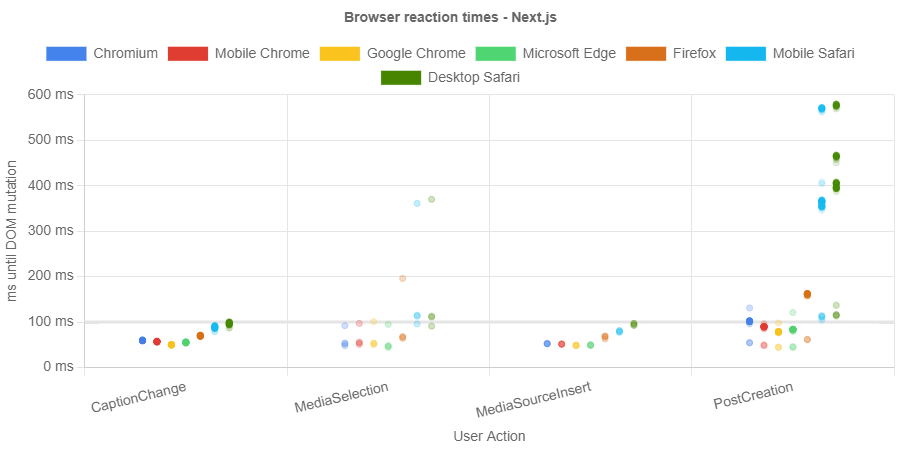 Browser reaction times - Next.js
Chromium Mobile Chrome Google Chrome Microsoft Edge Firefox Mobile Safari
Desktop Safari
600 ms
500 ms
400 ms
300 ms
200 ms
100 ms
0 ms
ms until DOM mutation
CaptionChange MediaSelection MediaSourceInsert PostCreation
User Action